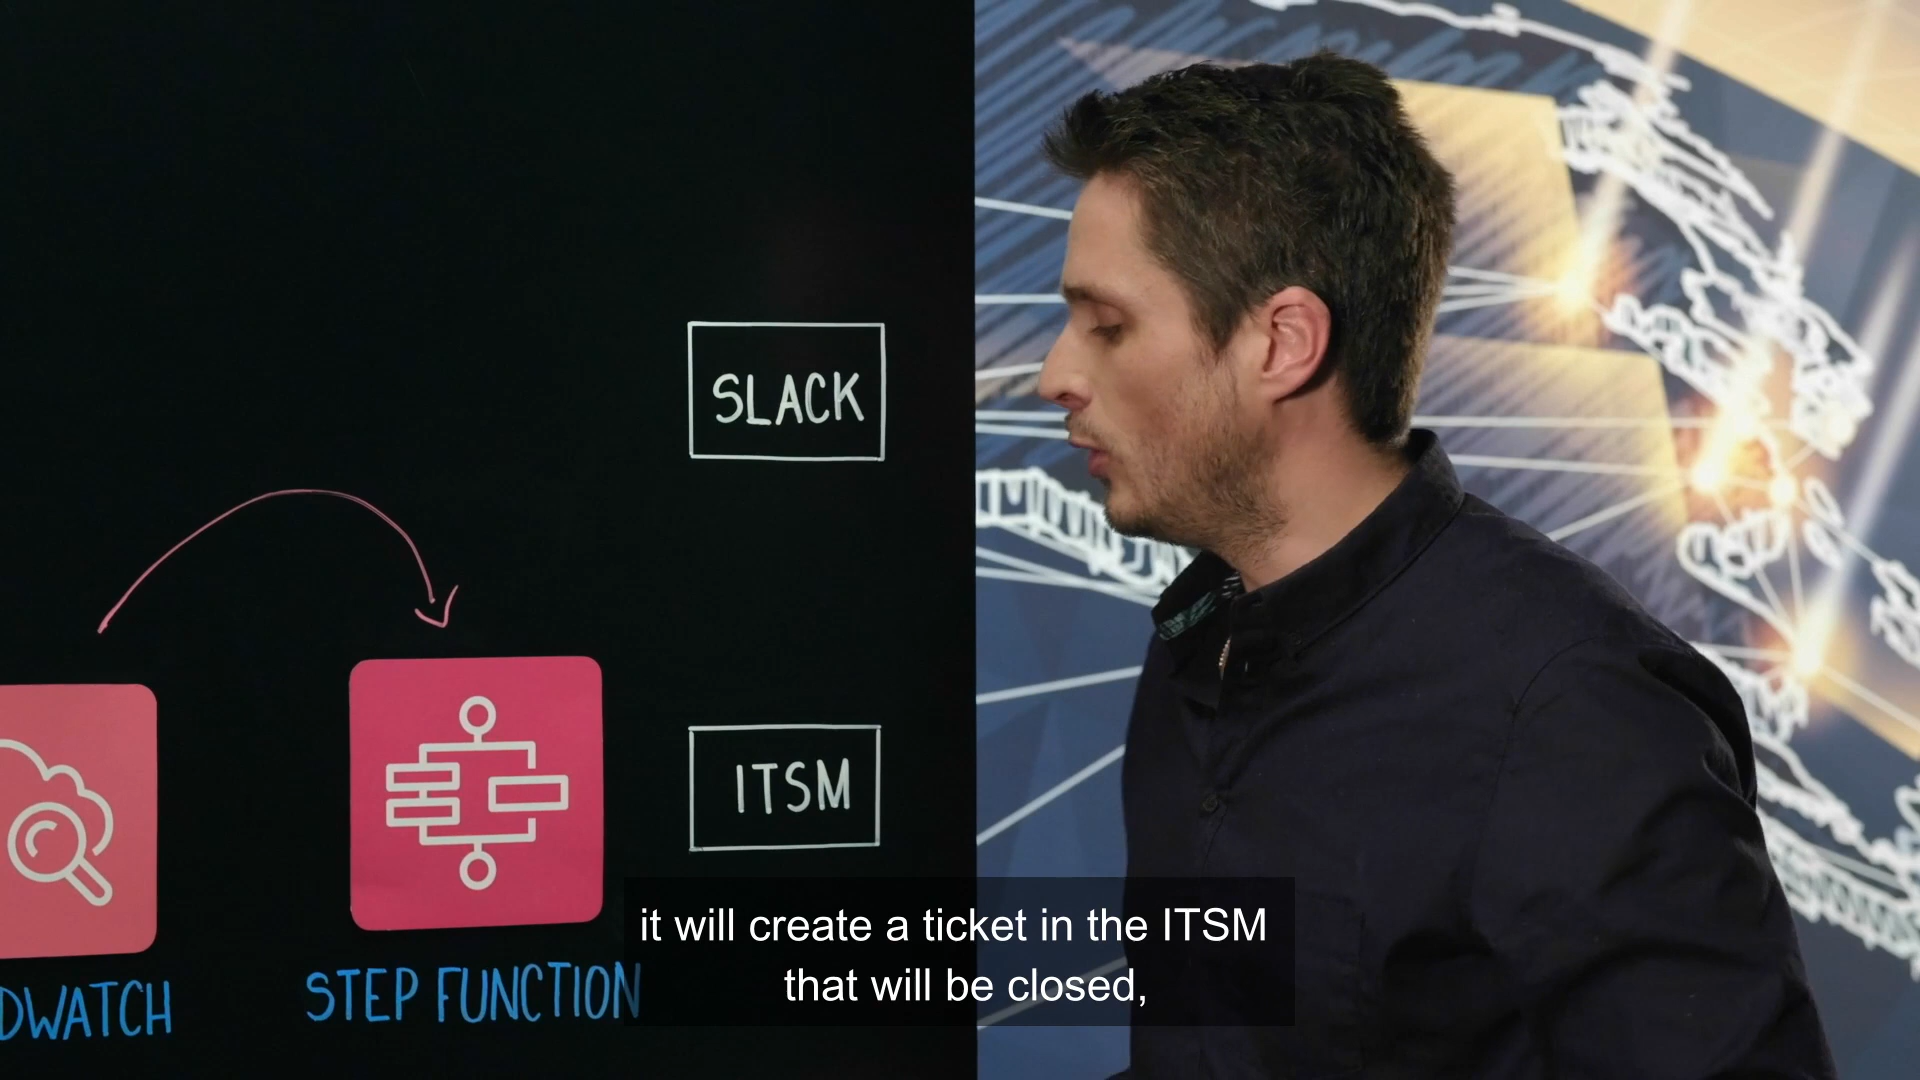 SLACK
ITSM
DWATCH
STEP FUNCTION
it will create a ticket in the ITSM
that will be closed,